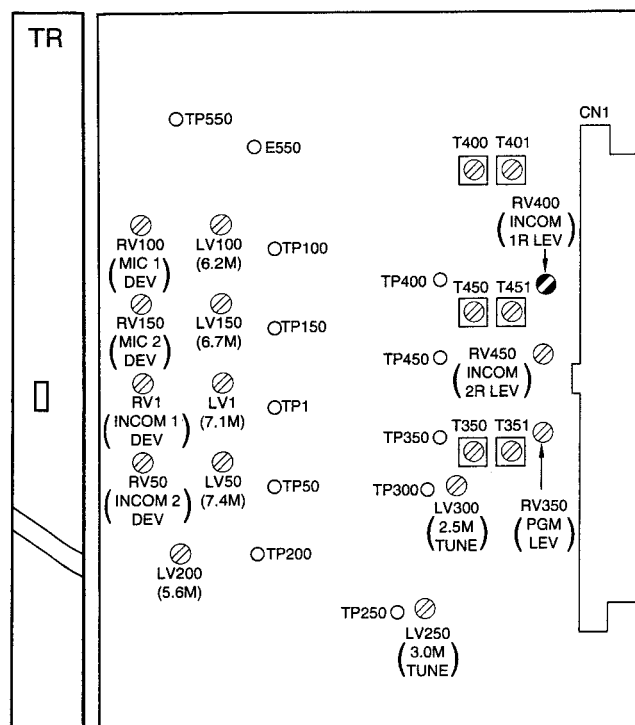 TR
CN1
TP550
E550
T400 T401
RV400
(INCOM
1R LEV)
RV100
(MIC 1
DEV)
LV100
(6.2M)
TP100
TP400
T450 T451
RV150
(MIC 2
DEV)
LV150
(6.7M)
TP150
TP450
RV450
(INCOM
2R LEV)
RV1
(INCOM 1
DEV)
LV1
(7.1M)
TP1
TP350
T350 T351
RV50
(INCOM 2
DEV)
LV50
(7.4M)
TP50
TP300
LV300
(2.5M
TUNE)
RV350
(PGM
LEV)
LV200
(5.6M)
TP200
TP250
LV250
(3.0M
TUNE)